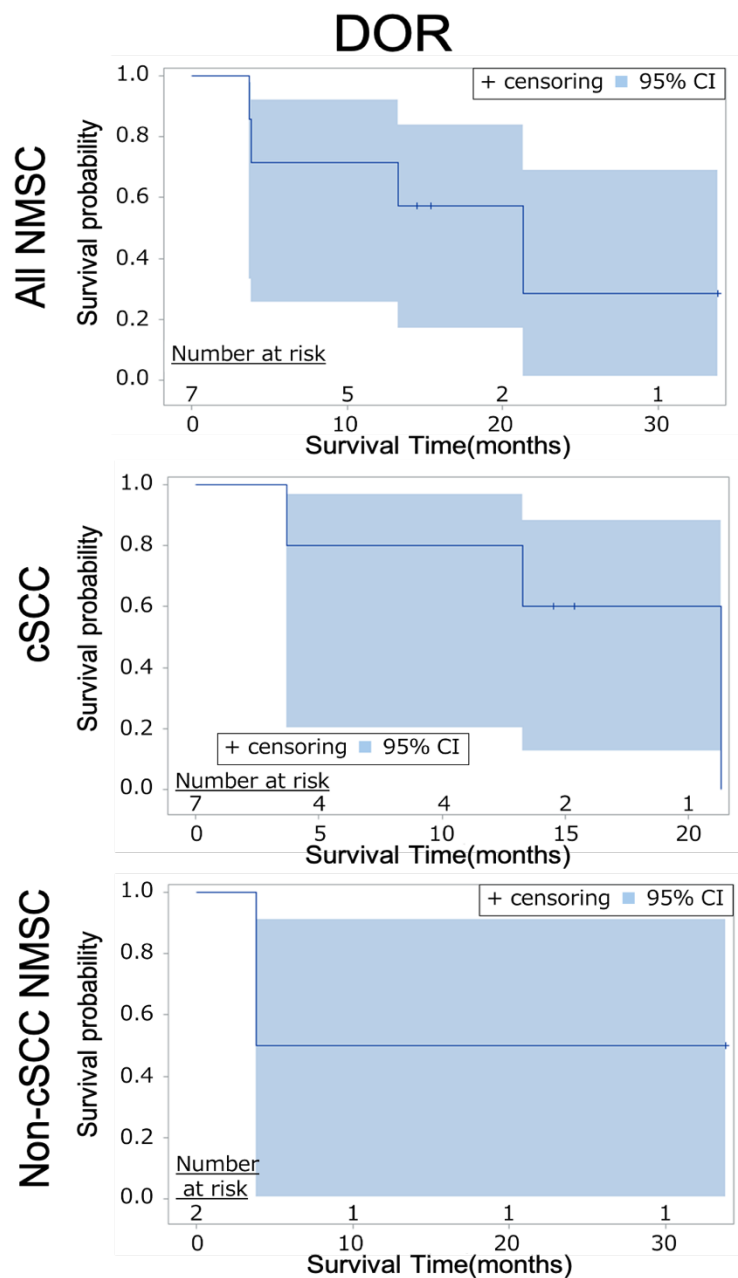 DOR
All NMSC
Survival probability
+ censoring 95% CI
1.0
0.8
0.6
0.4
0.2
0.0
Number at risk
7 5 2 1
0 10 20 30
Survival Time(months)
cSCC
Survival probability
1.0
0.8
0.6
0.4
0.2
0.0
+ censoring 95% CI
Number at risk
7 4 4 2 1
0 5 10 15 20
Survival Time(months)
Non-cSCC NMSC
Survival probability
+ censoring 95% CI
1.0
0.8
0.6
0.4
0.2
0.0
Number
at risk
2 1 1 1
0 10 20 30
Survival Time(months)